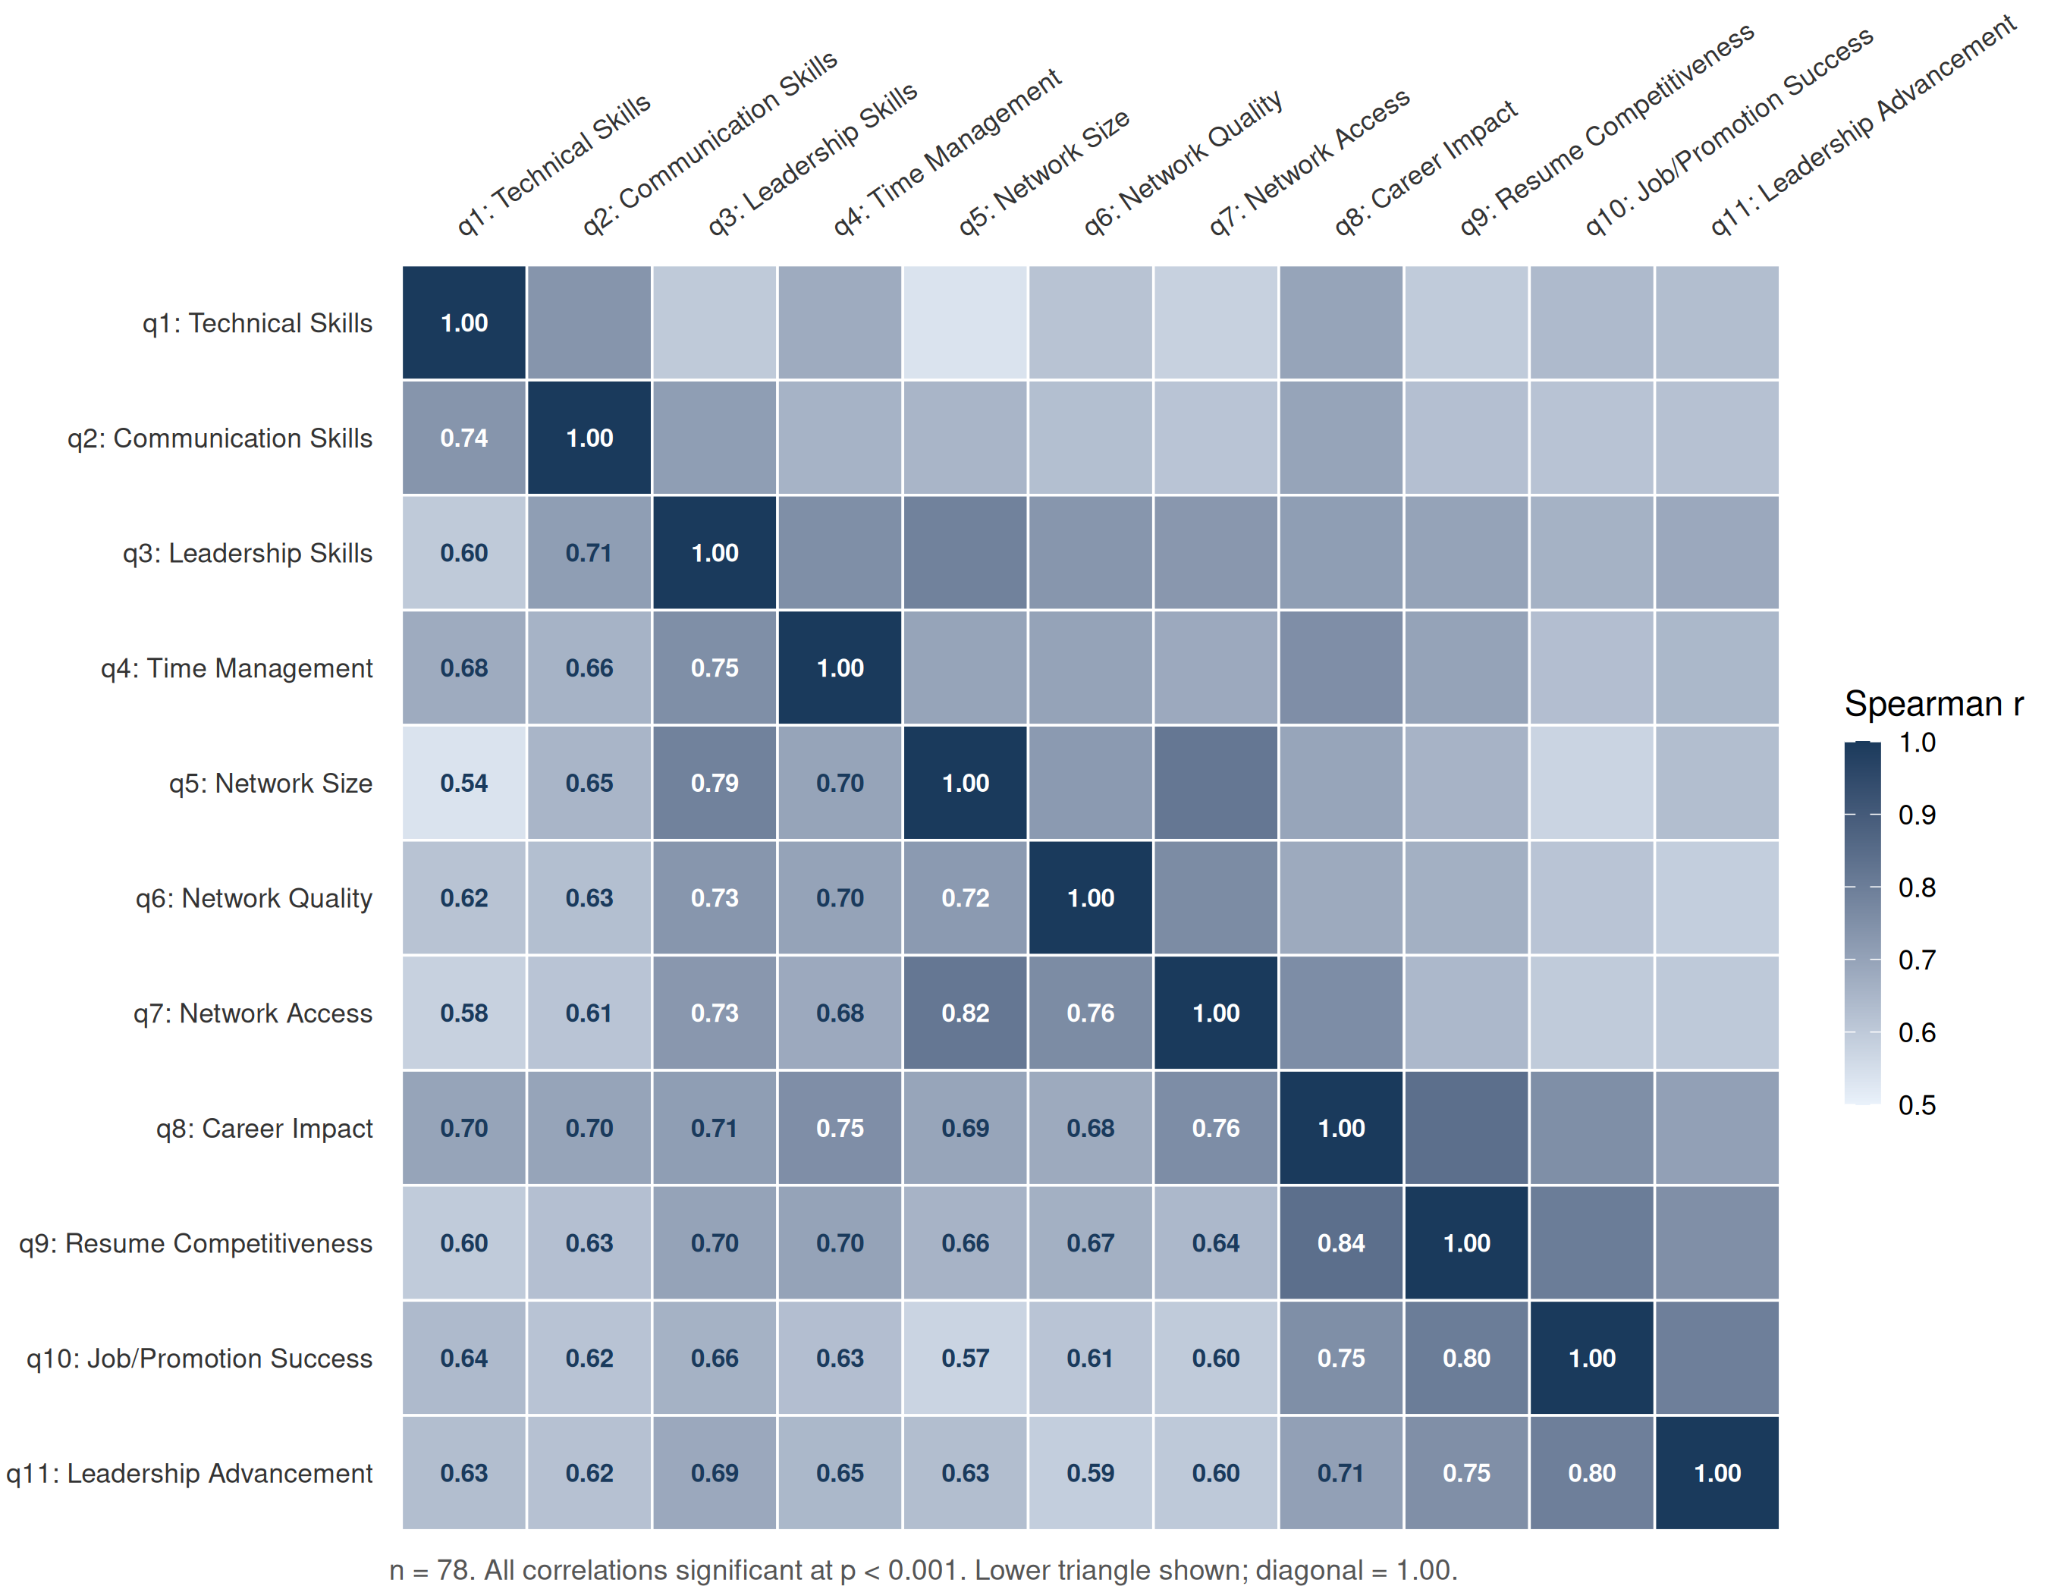 q1: Technical Skills
q2: Communication Skills
q3: Leadership Skills
q4: Time Management
q5: Network Size
q6: Network Quality
q7: Network Access
q8: Career Impact
q9: Resume Competitiveness
q10: Job/Promotion Success
q11: Leadership Advancement
q1: Technical Skills 1.00
q2: Communication Skills 0.74 1.00
q3: Leadership Skills 0.60 0.71 1.00
q4: Time Management 0.68 0.66 0.75 1.00
q5: Network Size 0.54 0.65 0.79 0.70 1.00
q6: Network Quality 0.62 0.63 0.73 0.70 0.72 1.00
q7: Network Access 0.58 0.61 0.73 0.68 0.82 0.76 1.00
q8: Career Impact 0.70 0.70 0.71 0.75 0.69 0.68 0.76 1.00
q9: Resume Competitiveness 0.60 0.63 0.70 0.70 0.66 0.67 0.64 0.84 1.00
q10: Job/Promotion Success 0.64 0.62 0.66 0.63 0.57 0.61 0.60 0.75 0.80 1.00
q11: Leadership Advancement 0.63 0.62 0.69 0.65 0.63 0.59 0.60 0.71 0.75 0.80 1.00
Spearman r
1.0
0.9
0.8
0.7
0.6
0.5
n = 78. All correlations significant at p < 0.001. Lower triangle shown; diagonal = 1.00.